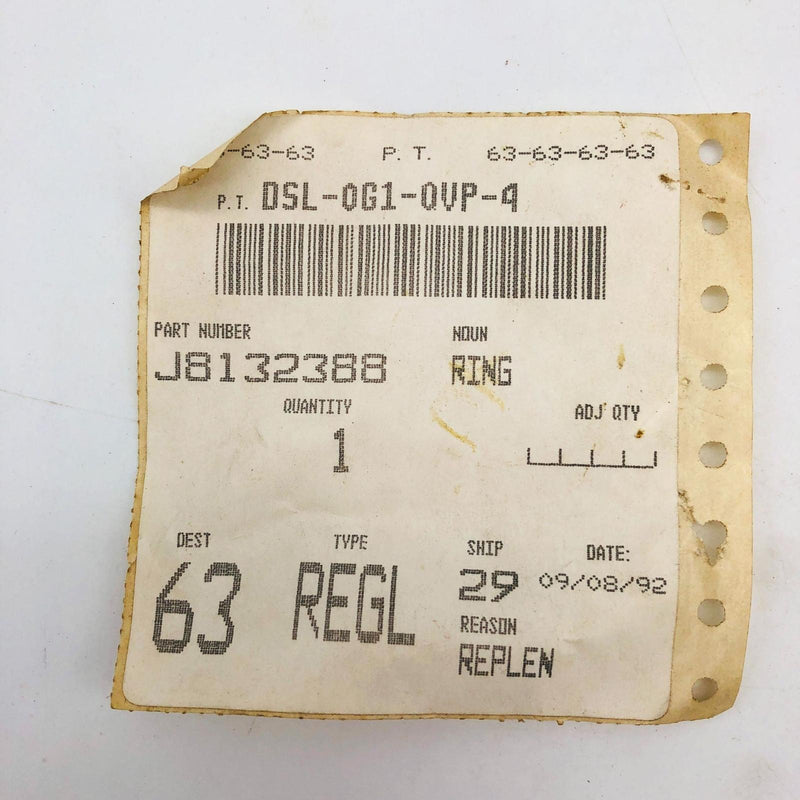 -63-63 P.T. 63-63-63-63
P.T. DSL-0G1-QVP-4
PART NUMBER NOUN
J8132388 RING
QUANTITY ADJ QTY
1
DEST TYPE SHIP DATE:
63 REGL 29 09/08/92
REASON
REPLEN